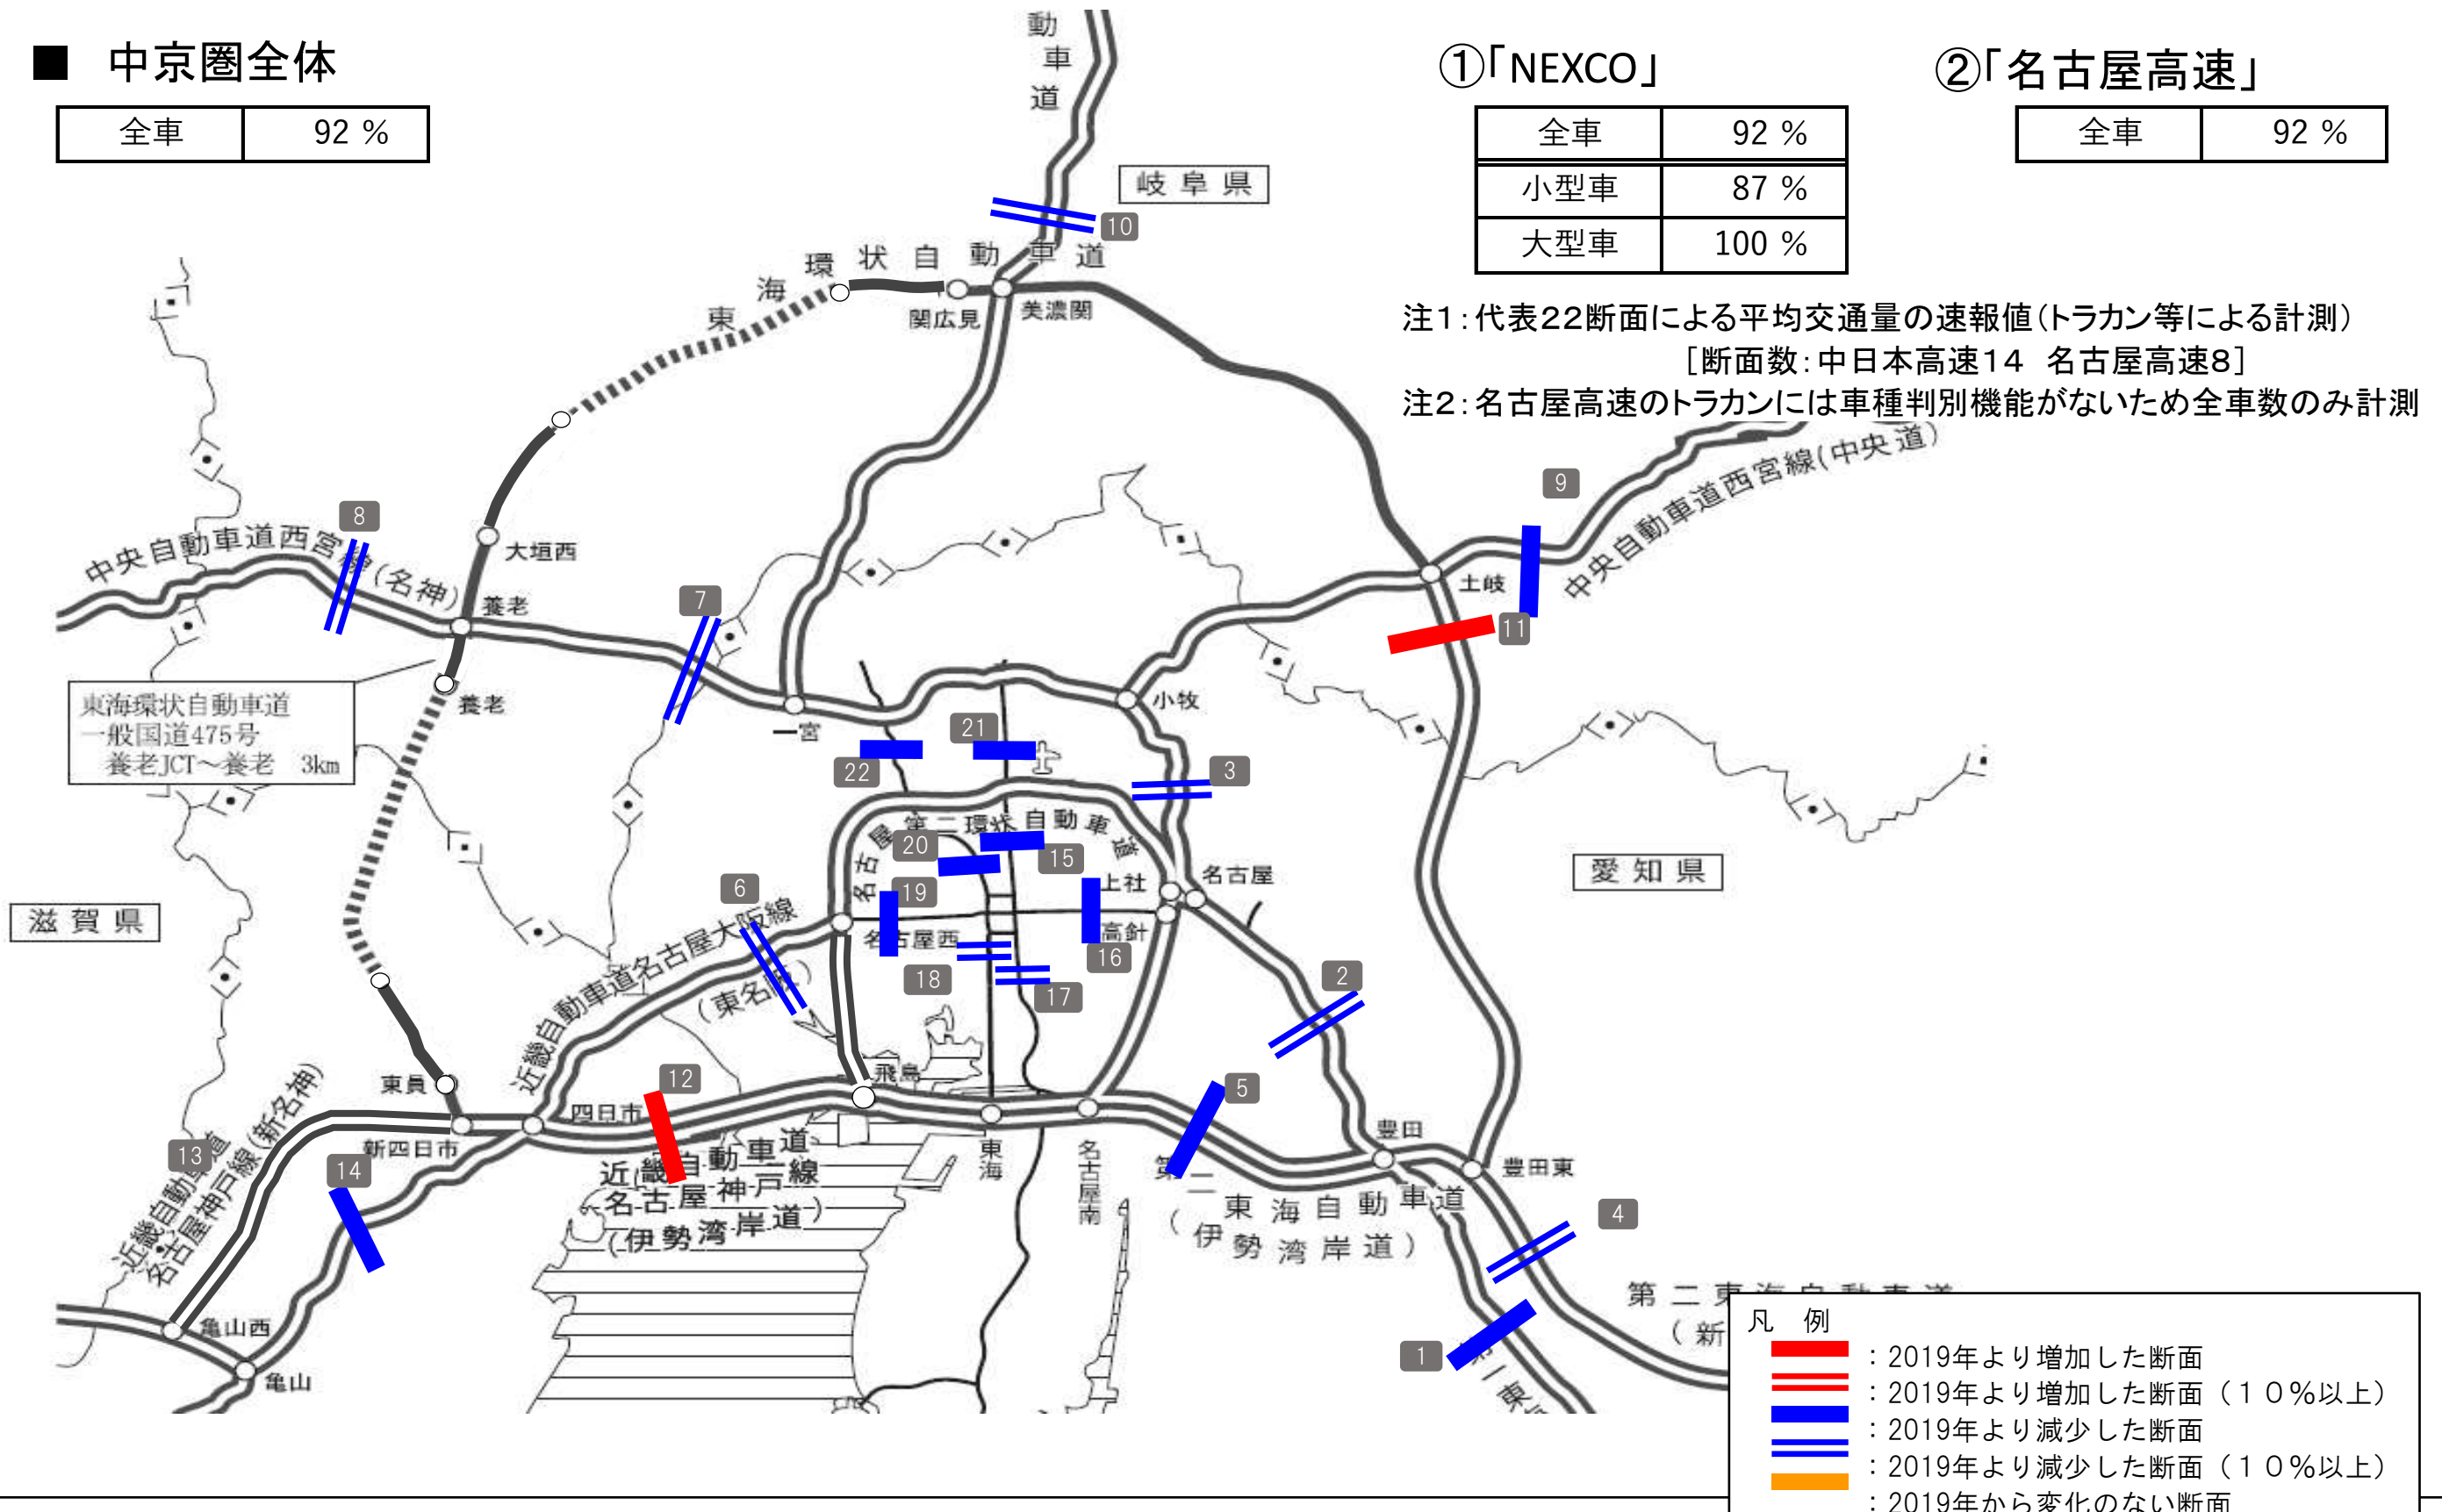 ■ 中京圏全体
全車 92 %
①「NEXCO」
全車 92 %
小型車 87 %
大型車 100 %
②「名古屋高速」
全車 92 %
注1：代表22断面による平均交通量の速報値（トラカン等による計測）
［断面数：中日本高速14 名古屋高速8］
注2：名古屋高速のトラカンには車種判別機能がないため全車数のみ計測
動車道
岐阜県
10
東海環状自動車道
関広見
美濃関
9
中央自動車道西宮線(中央道)
8
中央自動車道西宮線(名神)
大垣西
養老
7
土岐
11
養老
東海環状自動車道
一般国道475号
養老JCT～養老 3km
一宮
小牧
21
22
3
名古屋第二環状自動車道
20
15
19
上社
名古屋
愛知県
6
滋賀県
名古屋西
高針
16
18
17
2
近畿自動車道名古屋大阪線
(東名阪)
飛島
東員
12
四日市
5
新四日市
13
14
近畿自動車道
名古屋神戸線(新名神)
近畿自動車道
名古屋神戸線
(伊勢湾岸道)
東海
名古屋南
豊田
豊田東
第二東海自動車道
(伊勢湾岸道)
4
亀山西
亀山
1
第二東海自動車道
(新
第一東
凡 例
：2019年より増加した断面
：2019年より増加した断面（１０%以上）
：2019年より減少した断面
：2019年より減少した断面（１０%以上）
：2019年から変化のない断面